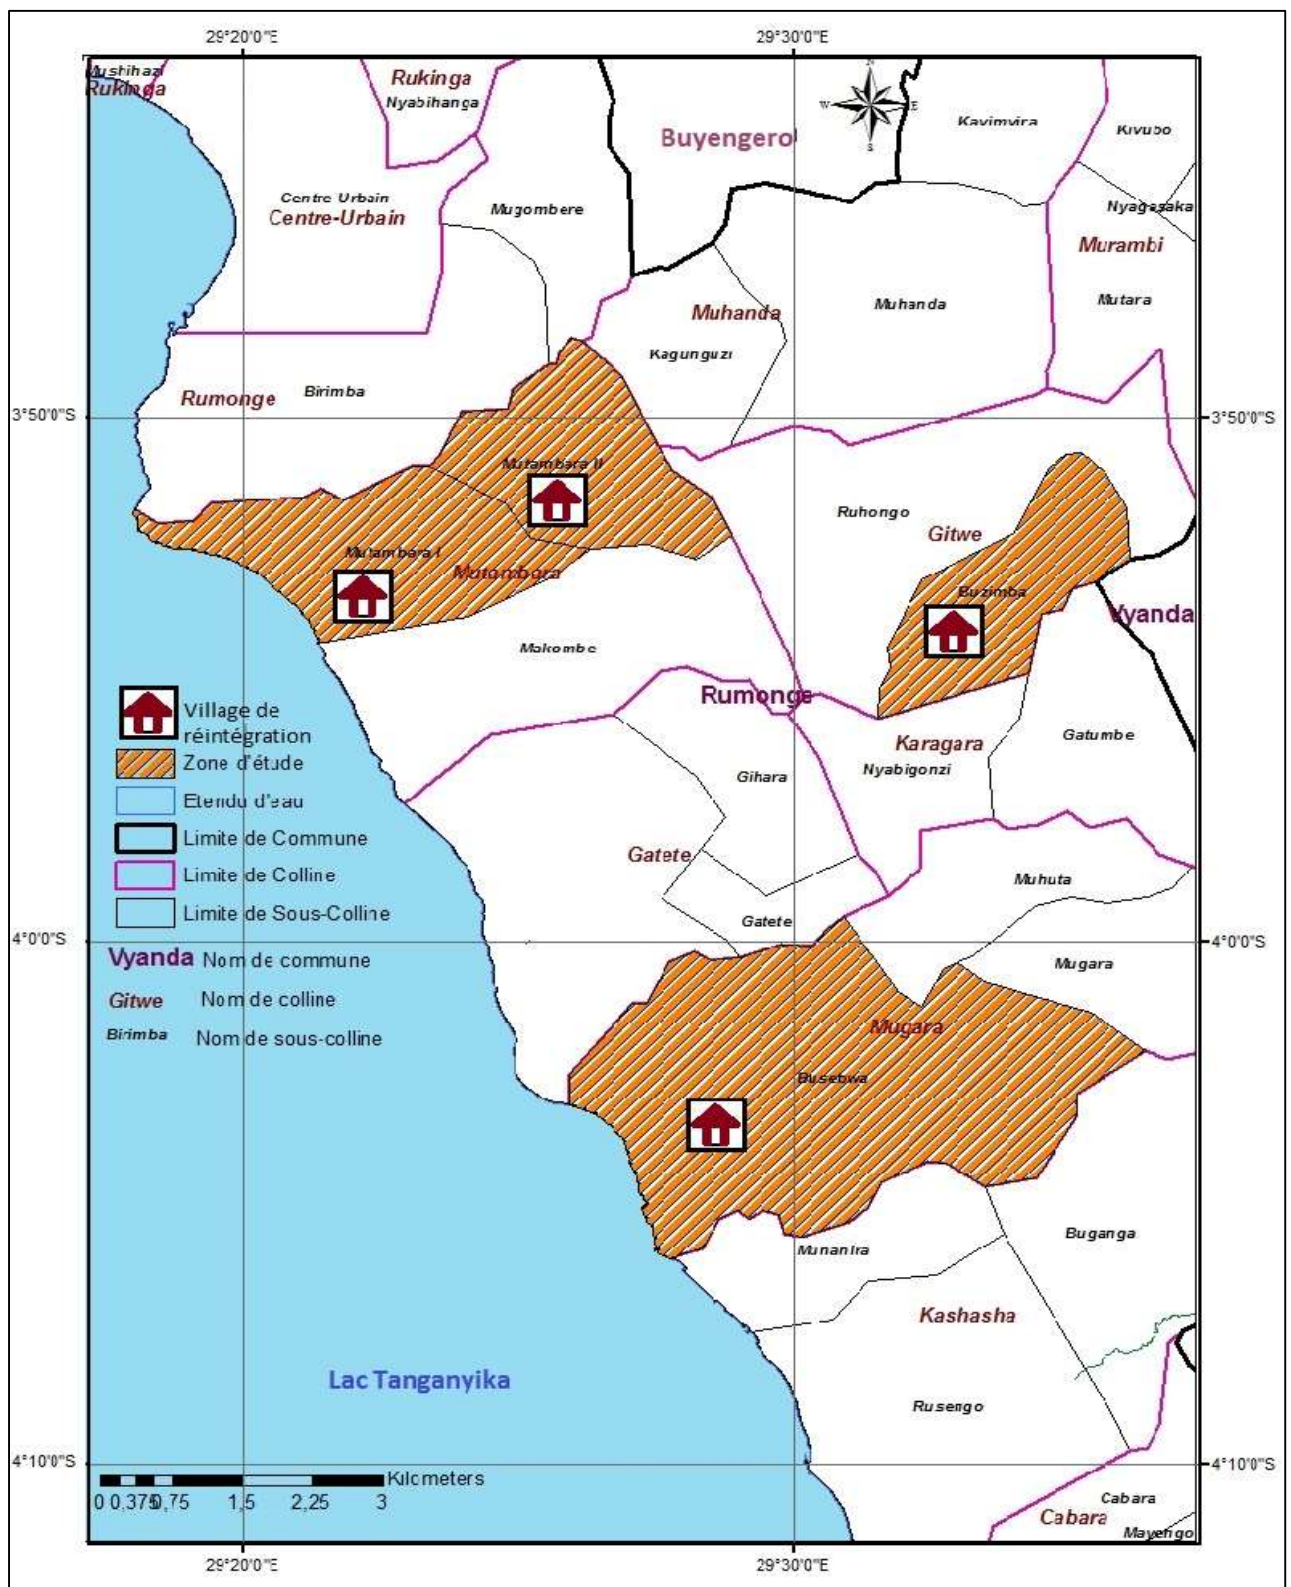 29°20'0"E
29°30'0"E
Mushihazi
Rukinga
Rukinga
Nyabihanga
Buyengero
N
W
E
S
Kavimvira
Kivubo
Centre Urbain
Centre-Urbain
Mugombere
Nyagasaka
Murambi
Mutara
Muhanda
Muhanda
Kagunguzi
Rumonge
Birimba
3°50'0"S
3°50'0"S
Mutambara II
Ruhongo
Gitwe
Mutambara I
Mutambara
Buzimba
Vyanda
Makombe
Rumonge
Village de
réintégration
Karagara
Gatumbe
Nyabigonzi
Zone d'étude
Gihara
Etendu d'eau
Limite de Commune
Gatete
Limite de Colline
Muhuta
Limite de Sous-Colline
Gatete
4°0'0"S
4°0'0"S
Vyanda Nom de commune
Mugara
Gitwe Nom de colline
Mugara
Birimba Nom de sous-colline
Busebwa
Buganga
Munanira
Kashasha
Lac Tanganyika
Rusengo
4°10'0"S
4°10'0"S
Kilometers
0 0,375 0,75 1,5 2,25 3
Cabara
Cabara
Mayengo
29°20'0"E
29°30'0"E